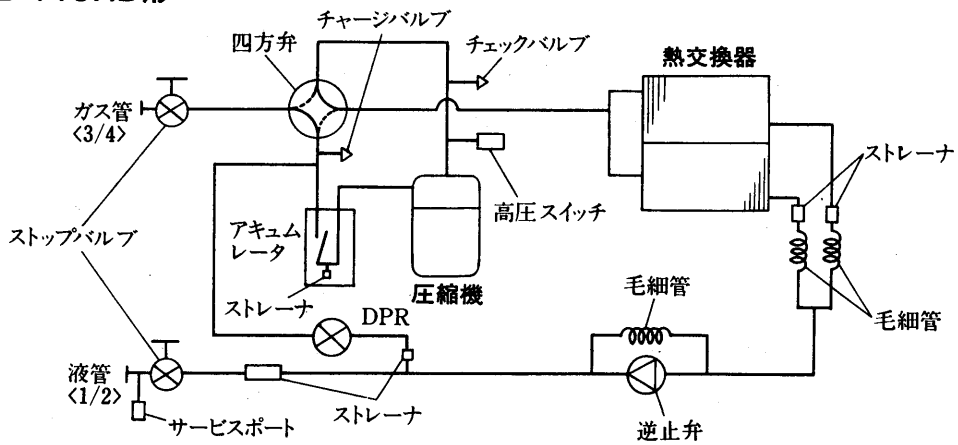 チャージバルブ
四方弁
チェックバルブ
熱交換器
ガス管
<3/4>
ストレーナ
高圧スイッチ
ストップバルブ
アキュム
レータ
圧縮機
ストレーナ
毛細管
毛細管
DPR
液管
<1/2>
ストレーナ
サービスポート
逆止弁